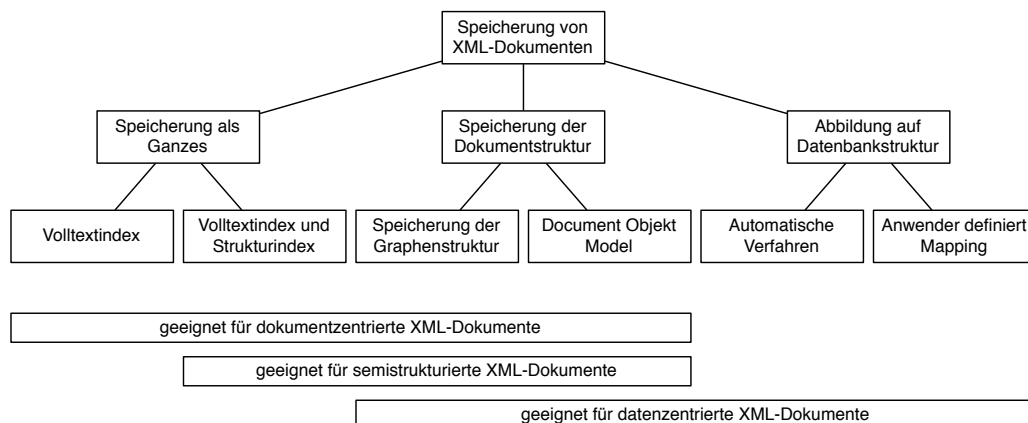 Speicherung von
XML-Dokumenten
Speicherung als
Ganzes
Speicherung der
Dokumentstruktur
Abbildung auf
Datenbankstruktur
Volltextindex
Volltextindex und
Strukturindex
Speicherung der
Graphenstruktur
Document Objekt
Model
Automatische
Verfahren
Anwender definiert
Mapping
geeignet für dokumentzentrierte XML-Dokumente
geeignet für semistrukturierte XML-Dokumente
geeignet für datenzentrierte XML-Dokumente